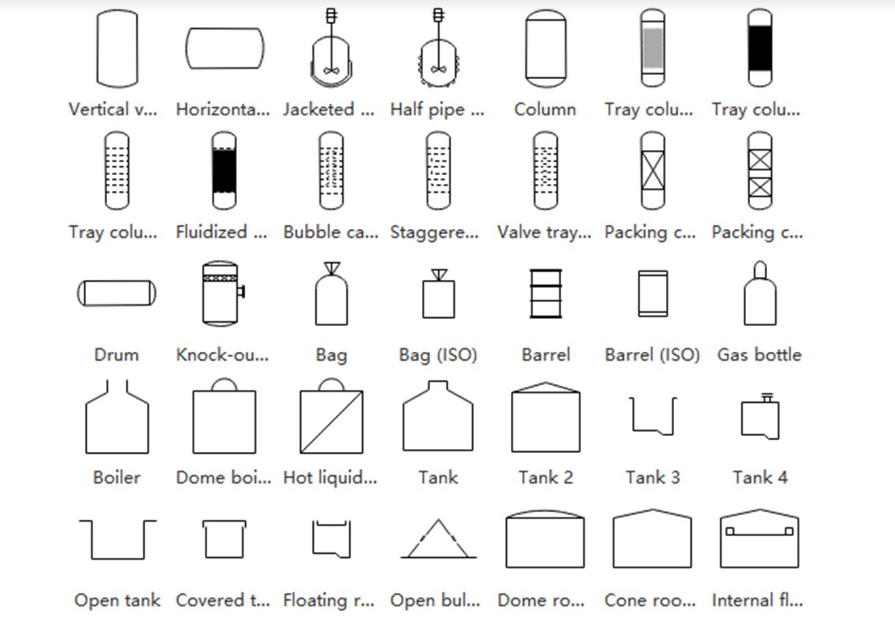 Vertical v... Horizonta... Jacketed ... Half pipe ... Column Tray colu... Tray colu...
Tray colu... Fluidized ... Bubble ca... Staggere... Valve tray... Packing c... Packing c...
Drum Knock-ou... Bag Bag (ISO) Barrel Barrel (ISO) Gas bottle
Boiler Dome boi... Hot liquid... Tank Tank 2 Tank 3 Tank 4
Open tank Covered t... Floating r... Open bul... Dome ro... Cone roo... Internal fl...